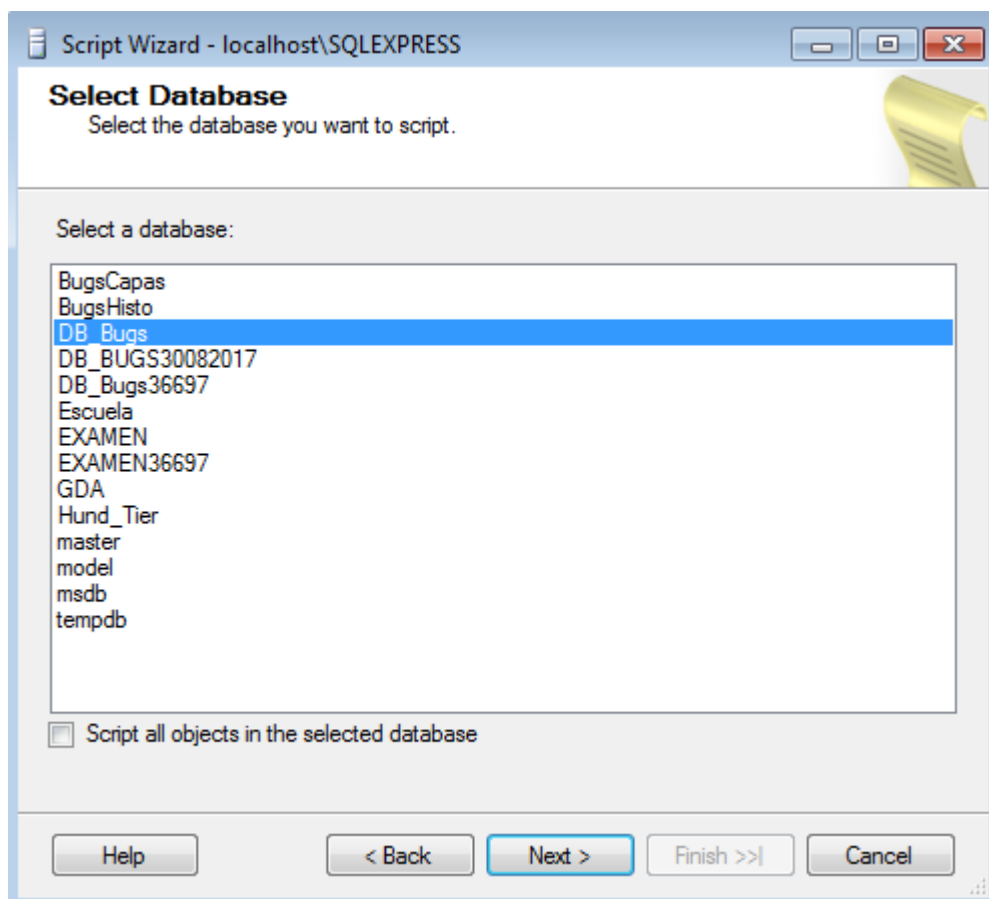 Script Wizard - localhost\SQLEXPRESS
Select Database
Select the database you want to script.
Select a database:
BugsCapas
BugsHisto
DB_Bugs
DB_BUGS30082017
DB_Bugs36697
Escuela
EXAMEN
EXAMEN36697
GDA
Hund_Tier
master
model
msdb
tempdb
Script all objects in the selected database
Help
< Back
Next >
Finish >>|
Cancel